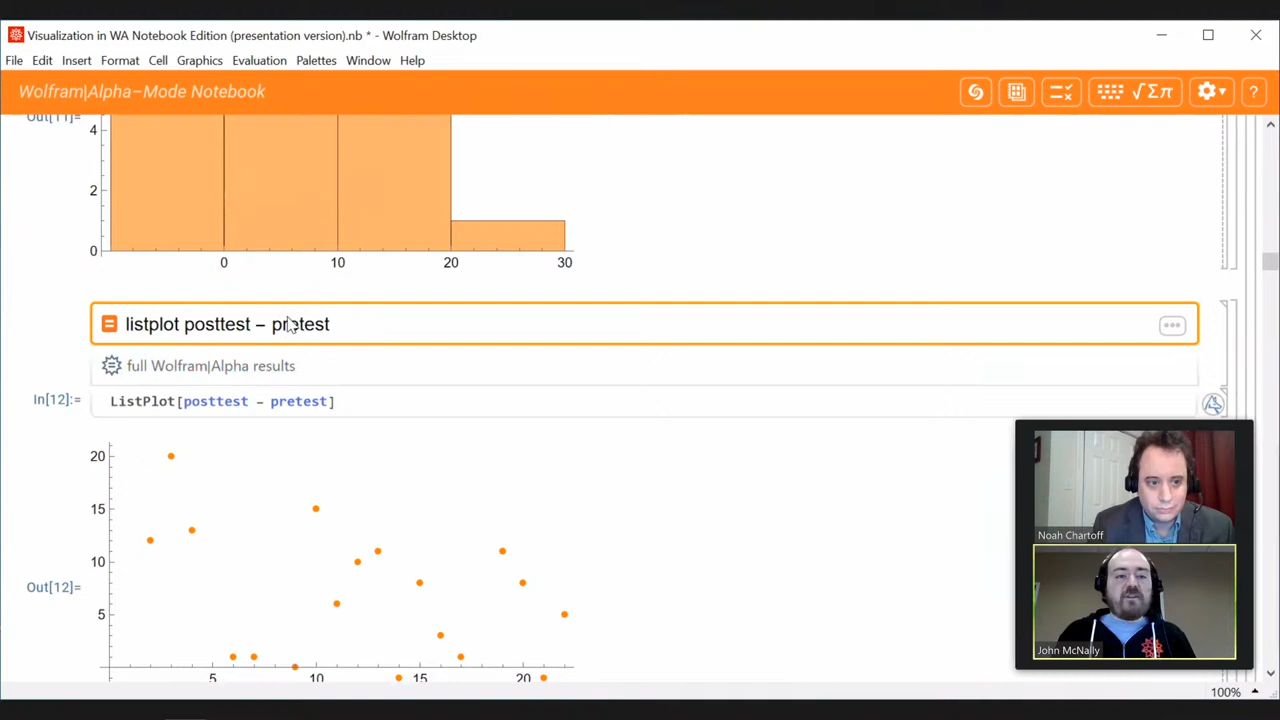 Visualization in WA Notebook Edition (presentation version).nb * - Wolfram Desktop
File Edit Insert Format Cell Graphics Evaluation Palettes Window Help
Wolfram|Alpha–Mode Notebook
√Σπ
?
Out[11]=
4
2
0
0 10 20 30
listplot posttest – pretest
full Wolfram|Alpha results
In[12]:= ListPlot[posttest - pretest]
20
15
10
Out[12]=
5
5 10 15 20
Noah Chartoff
John McNally
100%